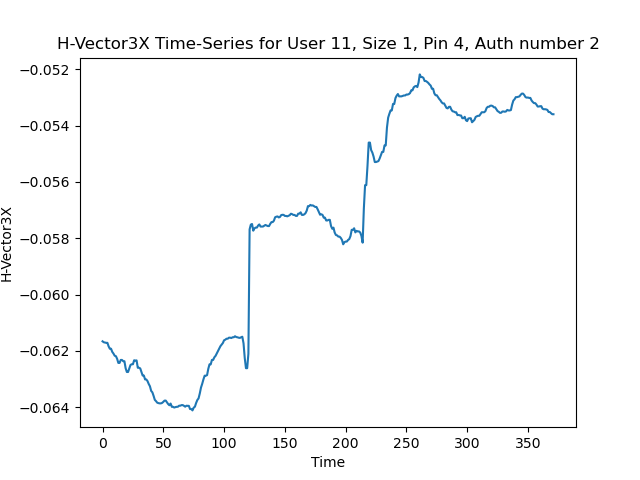 H-Vector3X Time-Series for User 11, Size 1, Pin 4, Auth number 2
H-Vector3X
−0.052
−0.054
−0.056
−0.058
−0.060
−0.062
−0.064
0 50 100 150 200 250 300 350
Time